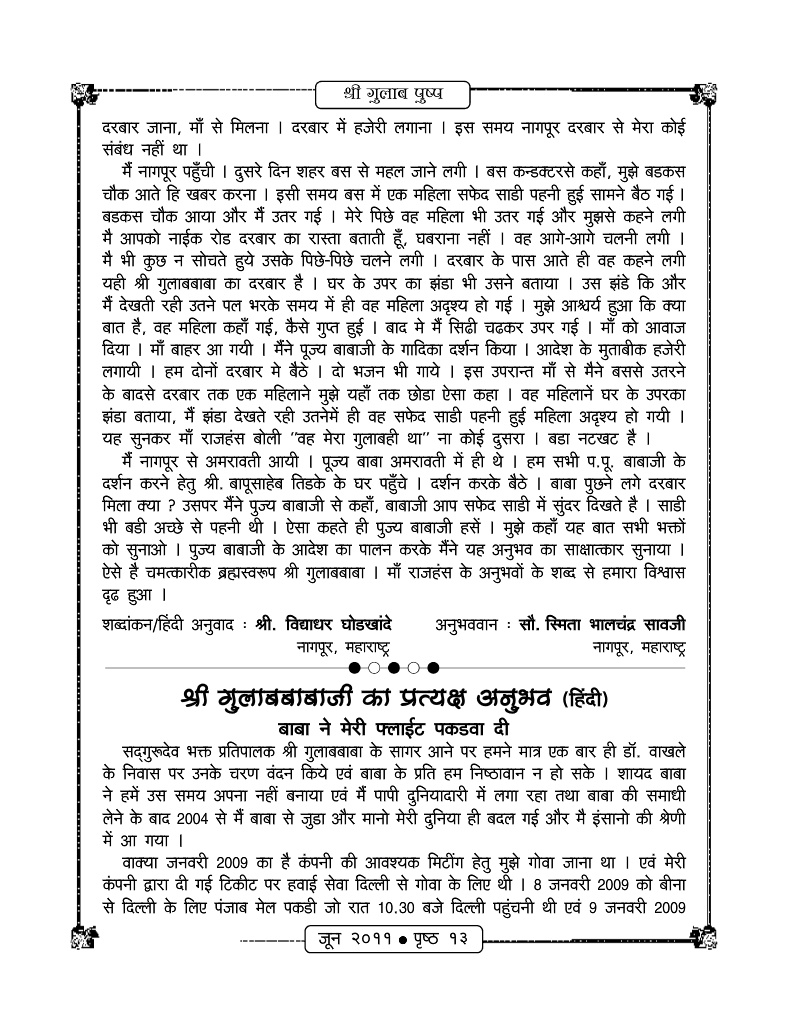 श्री गुलाब पुष्प
दरबार जाना, माँ से मिलना । दरबार में हजेरी लगाना । इस समय नागपूर दरबार से मेरा कोई
संबंध नहीं था ।
मैं नागपूर पहुँची । दुसरे दिन शहर बस से महल जाने लगी । बस कन्डक्टरसे कहाँ, मुझे बडकस
चौक आते हि खबर करना । इसी समय बस में एक महिला सफेद साडी पहनी हुई सामने बैठ गई ।
बडकस चौक आया और मैं उतर गई । मेरे पिछे वह महिला भी उतर गई और मुझसे कहने लगी
मै आपको नाईक रोड दरबार का रास्ता बताती हूँ, घबराना नहीं । वह आगे-आगे चलनी लगी ।
मै भी कुछ न सोचते हुये उसके पिछे-पिछे चलने लगी । दरबार के पास आते ही वह कहने लगी
यही श्री गुलाबबाबा का दरबार है । घर के उपर का झंडा भी उसने बताया । उस झंडे कि और
मैं देखती रही उतने पल भरके समय में ही वह महिला अदृश्य हो गई । मुझे आश्चर्य हुआ कि क्या
बात है, वह महिला कहाँ गई, कैसे गुप्त हुई । बाद मे मैं सिढी चढकर उपर गई । माँ को आवाज
दिया । माँ बाहर आ गयी । मैंने पूज्य बाबाजी के गादिका दर्शन किया । आदेश के मुताबीक हजेरी
लगायी । हम दोनों दरबार मे बैठे । दो भजन भी गाये । इस उपरान्त माँ से मैने बससे उतरने
के बादसे दरबार तक एक महिलाने मुझे यहाँ तक छोडा ऐसा कहा । वह महिलानें घर के उपरका
झंडा बताया, मैं झंडा देखते रही उतनेमें ही वह सफेद साडी पहनी हुई महिला अदृश्य हो गयी ।
यह सुनकर माँ राजहंस बोली ”वह मेरा गुलाबही था” ना कोई दुसरा । बडा नटखट है ।
मैं नागपूर से अमरावती आयी । पूज्य बाबा अमरावती में ही थे । हम सभी प.पू. बाबाजी के
दर्शन करने हेतु श्री. बापूसाहेब तिडके के घर पहुँचे । दर्शन करके बैठे । बाबा पुछने लगे दरबार
मिला क्या ? उसपर मैंने पुज्य बाबाजी से कहाँ, बाबाजी आप सफेद साडी में सुंदर दिखते है । साडी
भी बडी अच्छे से पहनी थी । ऐसा कहते ही पुज्य बाबाजी हसें । मुझे कहाँ यह बात सभी भक्तों
को सुनाओ । पुज्य बाबाजी के आदेश का पालन करके मैंने यह अनुभव का साक्षात्कार सुनाया ।
ऐसे है चमत्कारीक ब्रह्मस्वरूप श्री गुलाबबाबा । माँ राजहंस के अनुभवों के शब्द से हमारा विश्वास
दृढ हुआ ।
शब्दांकन/हिंदी अनुवाद : श्री. विद्याधर घोडखांदे अनुभववान : सौ. स्मिता भालचंद्र सावजी
नागपूर, महाराष्ट्र नागपूर, महाराष्ट्र
श्री गुलाबबाबाजी का प्रत्यक्ष अनुभव (हिंदी)
बाबा ने मेरी फ्लाईट पकडवा दी
सद्‌गुरूदेव भक्त प्रतिपालक श्री गुलाबबाबा के सागर आने पर हमने मात्र एक बार ही डॉ. वाखले
के निवास पर उनके चरण वंदन किये एवं बाबा के प्रति हम निष्ठावान न हो सके । शायद बाबा
ने हमें उस समय अपना नहीं बनाया एवं मैं पापी दुनियादारी में लगा रहा तथा बाबा की समाधी
लेने के बाद 2004 से मैं बाबा से जुडा और मानो मेरी दुनिया ही बदल गई और मै इंसानो की श्रेणी
में आ गया ।
वाक्या जनवरी 2009 का है कंपनी की आवश्यक मिटींग हेतु मुझे गोवा जाना था । एवं मेरी
कंपनी द्वारा दी गई टिकीट पर हवाई सेवा दिल्ली से गोवा के लिए थी । 8 जनवरी 2009 को बीना
से दिल्ली के लिए पंजाब मेल पकडी जो रात 10.30 बजे दिल्ली पहुंचनी थी एवं 9 जनवरी 2009
जून २०११ ● पृष्ठ १३